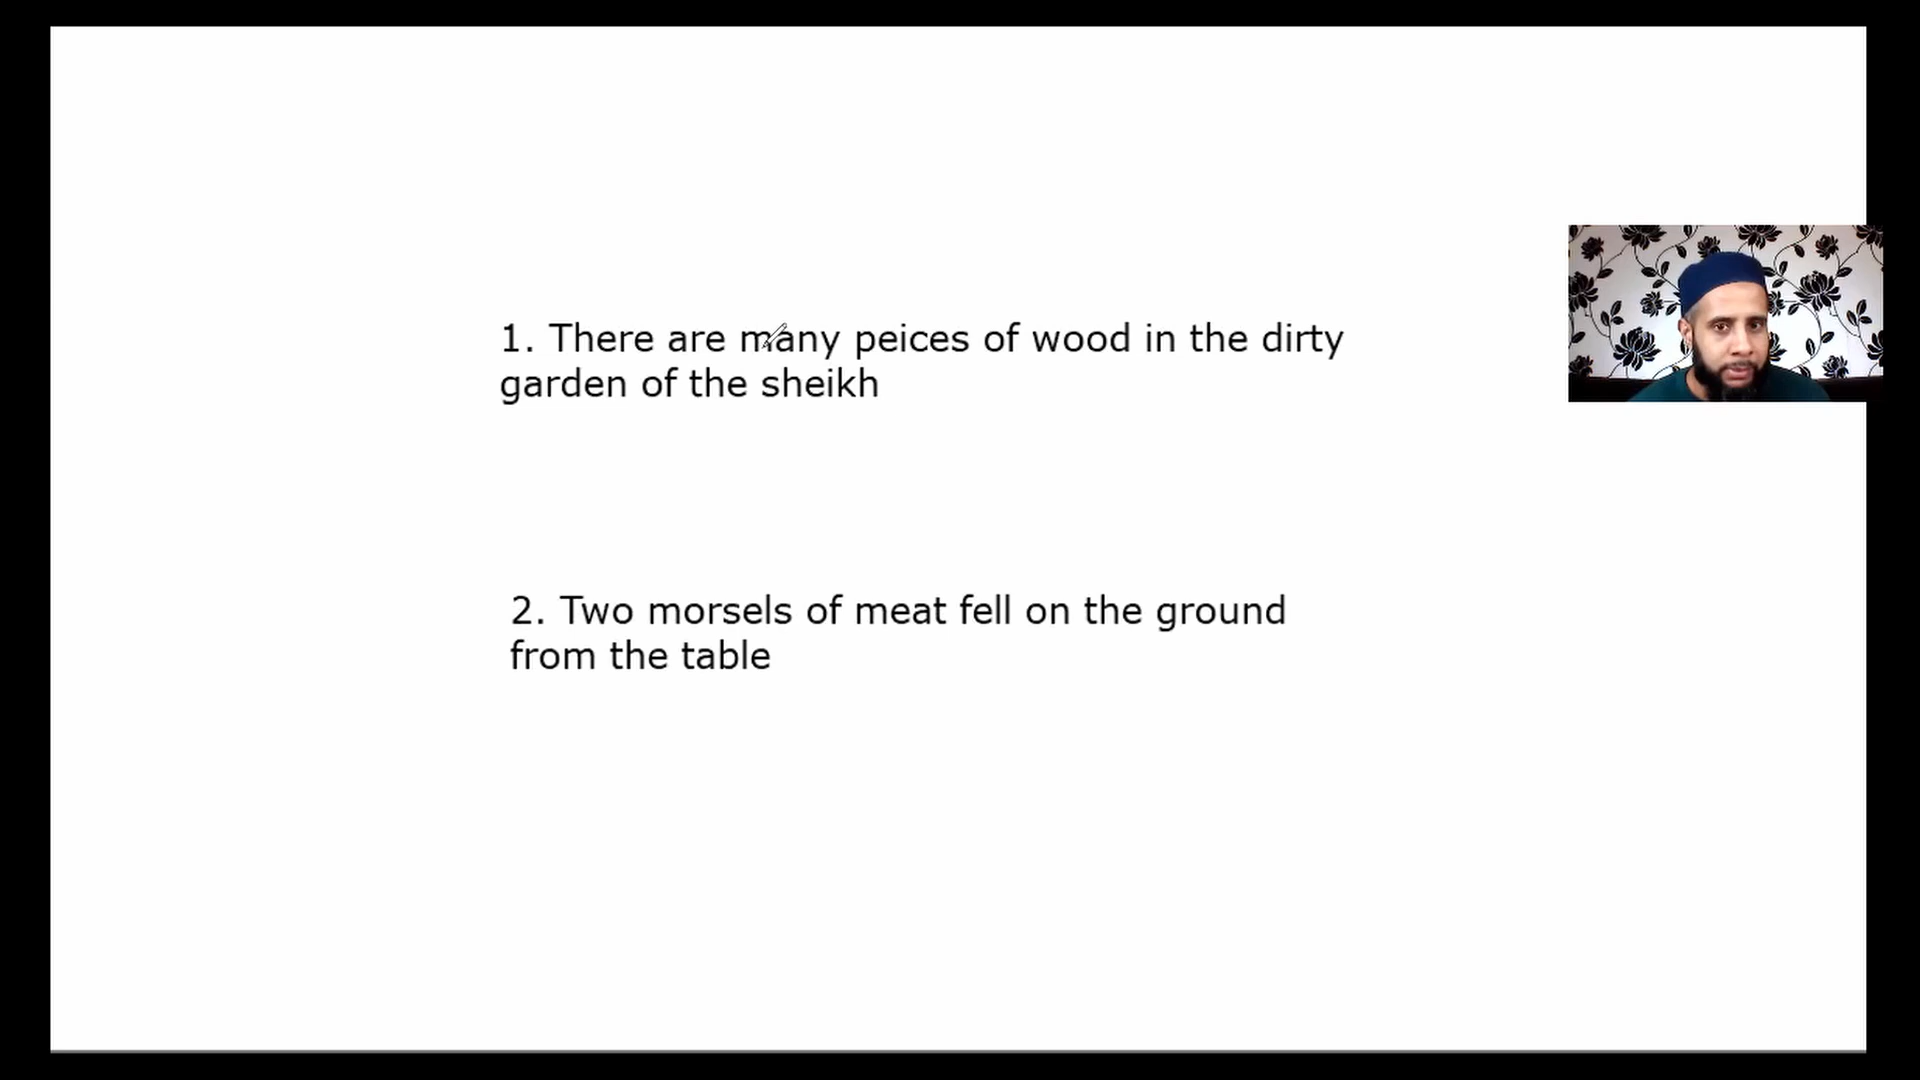 1. There are many peices of wood in the dirty
garden of the sheikh
2. Two morsels of meat fell on the ground
from the table